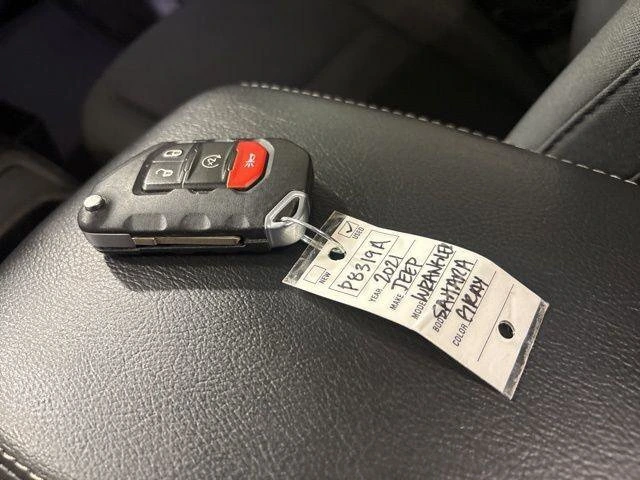 NEW ☑ USED
P8319A
YEAR 2021
MAKE JEEP
MODEL WRANGLER
BODY SAHARA
COLOR GRAY